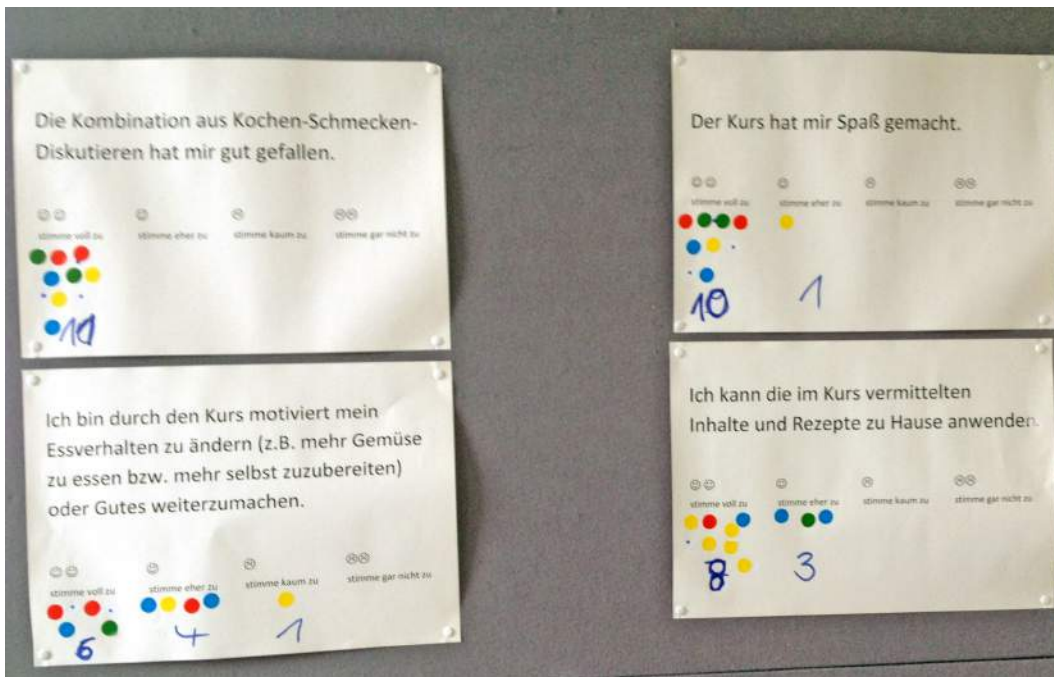 Die Kombination aus Kochen-Schmecken-
Diskutieren hat mir gut gefallen.
☺☺ ☺ ☹ ☹☹
stimme voll zu stimme eher zu stimme kaum zu stimme gar nicht zu
10
Der Kurs hat mir Spaß gemacht.
☺☺ ☺ ☹ ☹☹
stimme voll zu stimme eher zu stimme kaum zu stimme gar nicht zu
10 1
Ich bin durch den Kurs motiviert mein
Essverhalten zu ändern (z.B. mehr Gemüse
zu essen bzw. mehr selbst zuzubereiten)
oder Gutes weiterzumachen.
☺☺ ☺ ☹ ☹☹
stimme voll zu stimme eher zu stimme kaum zu stimme gar nicht zu
6 4 1
Ich kann die im Kurs vermittelten
Inhalte und Rezepte zu Hause anwenden.
☺☺ ☺ ☹ ☹☹
stimme voll zu stimme eher zu stimme kaum zu stimme gar nicht zu
8 3